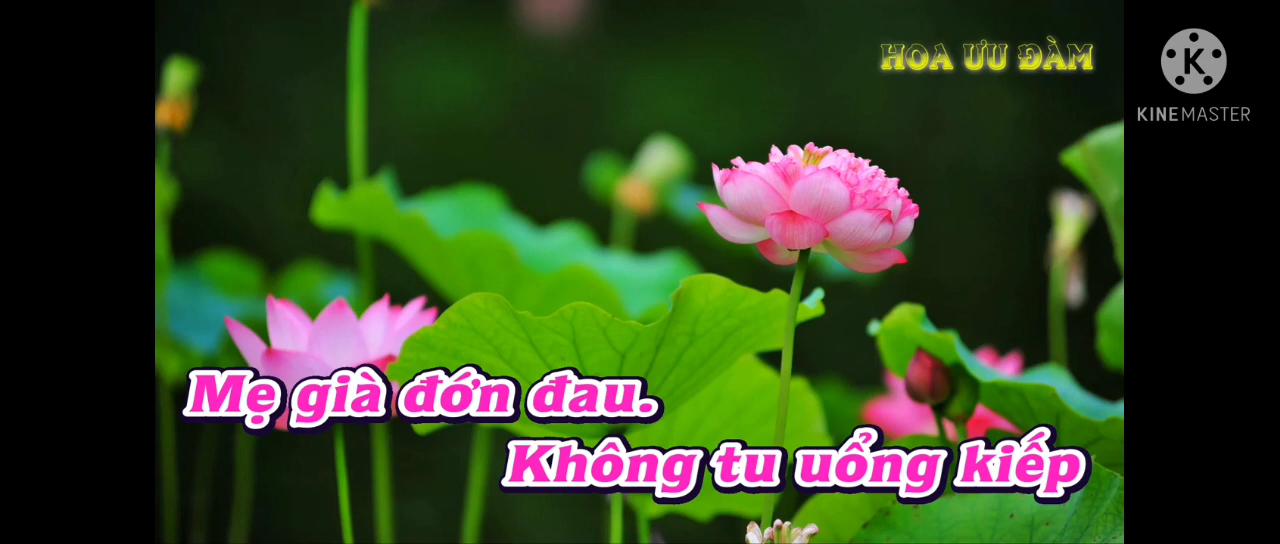 HOA ƯU ĐÀM
KINEMASTER
Mẹ già đớn đau.
Không tu uổng kiếp